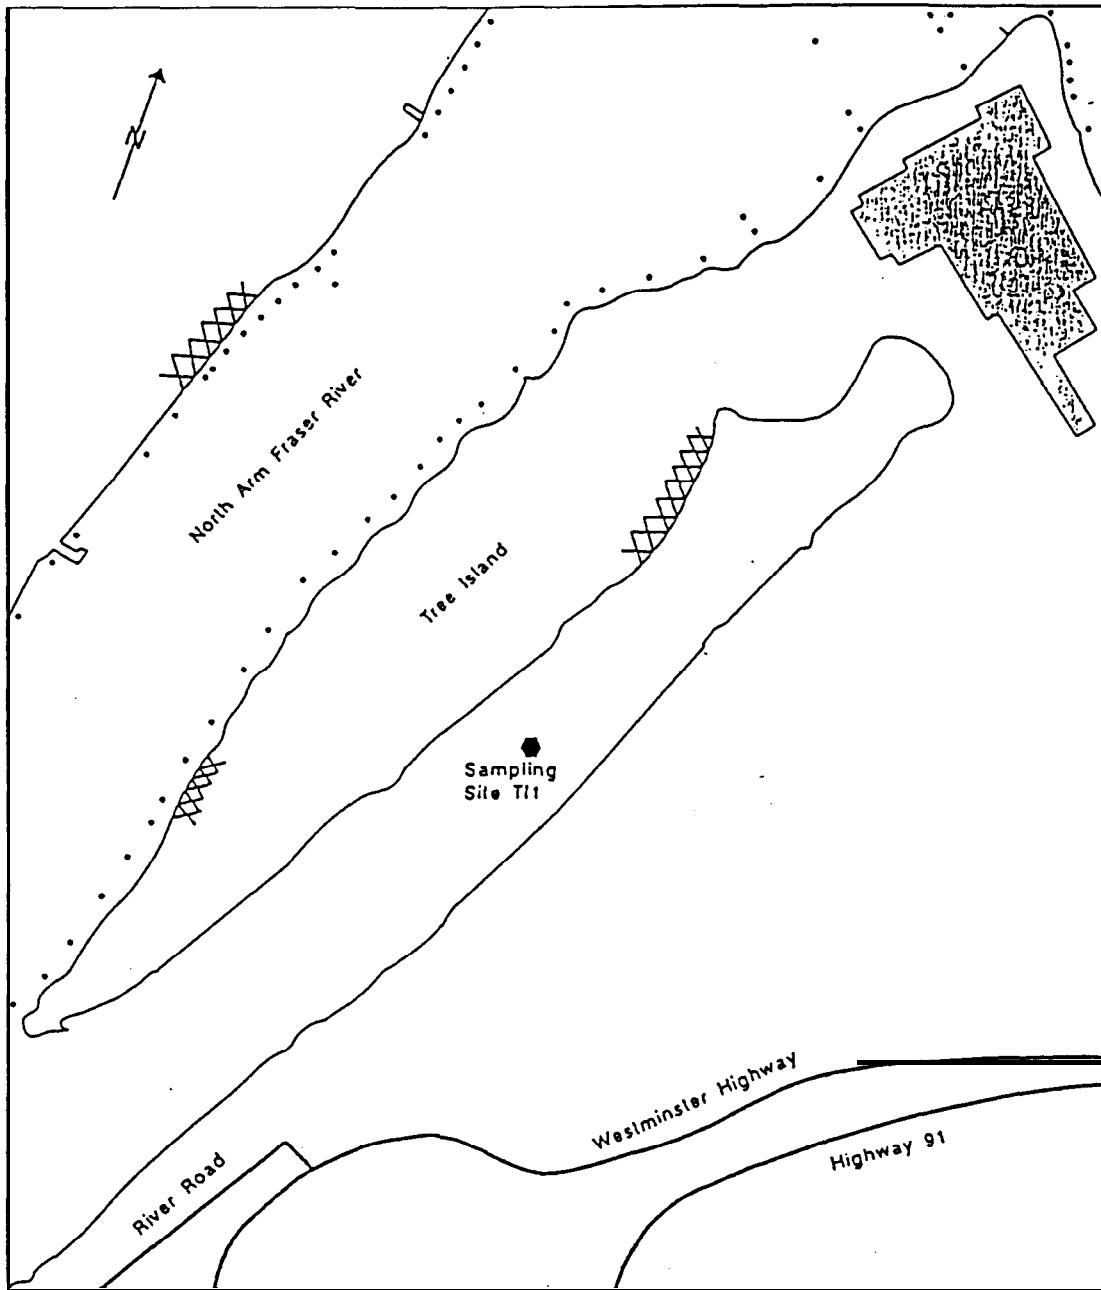 N
North Arm Fraser River
Tree Island
Sampling
Site TI1
Westminster Highway
Highway 91
River Road